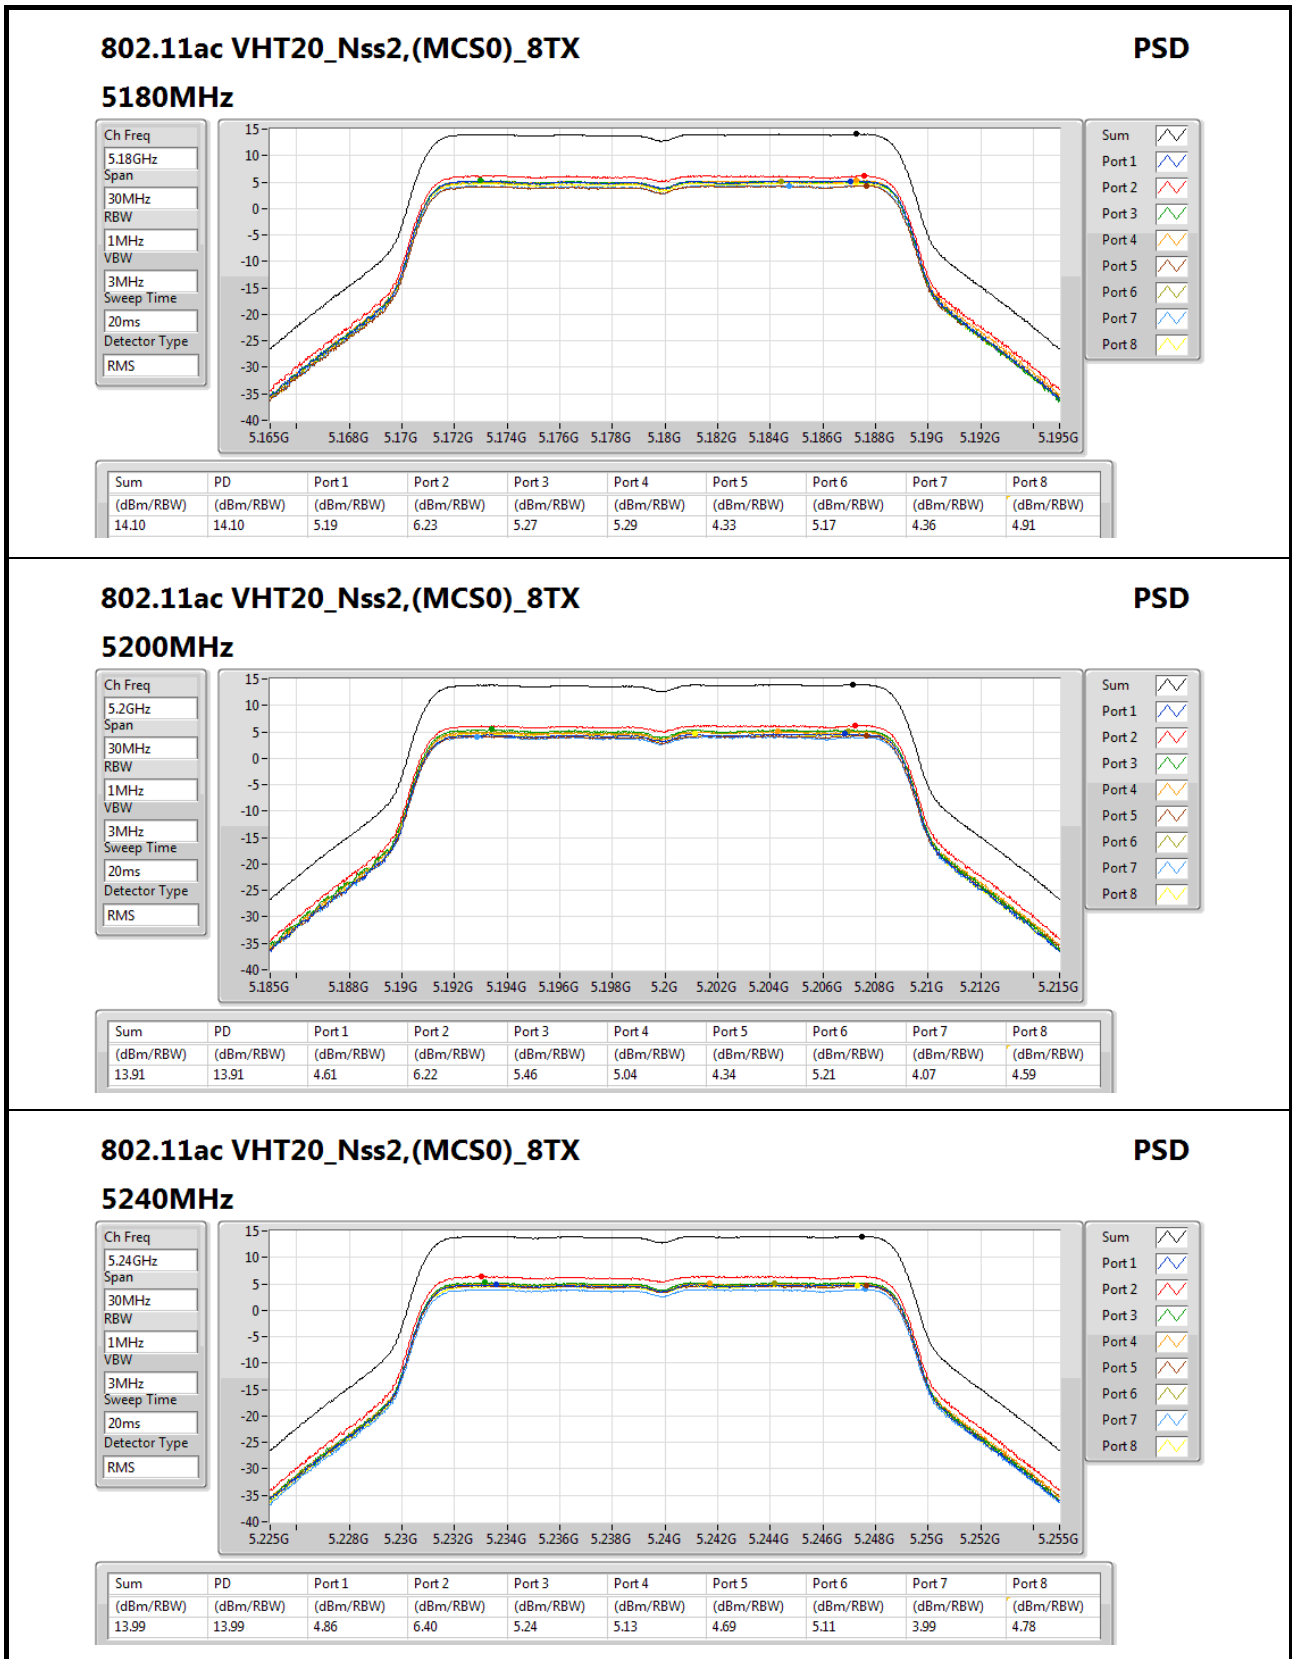 802.11ac VHT20_Nss2,(MCS0)_8TX PSD
5180MHz
Ch Freq
5.18GHz
Span
30MHz
RBW
1MHz
VBW
3MHz
Sweep Time
20ms
Detector Type
RMS
15
10
5
0
-5
-10
-15
-20
-25
-30
-35
-40
5.165G 5.168G 5.17G 5.172G 5.174G 5.176G 5.178G 5.18G 5.182G 5.184G 5.186G 5.188G 5.19G 5.192G 5.195G
Sum
Port 1
Port 2
Port 3
Port 4
Port 5
Port 6
Port 7
Port 8
Sum PD Port 1 Port 2 Port 3 Port 4 Port 5 Port 6 Port 7 Port 8
(dBm/RBW) (dBm/RBW) (dBm/RBW) (dBm/RBW) (dBm/RBW) (dBm/RBW) (dBm/RBW) (dBm/RBW) (dBm/RBW) (dBm/RBW)
14.10 14.10 5.19 6.23 5.27 5.29 4.33 5.17 4.36 4.91
802.11ac VHT20_Nss2,(MCS0)_8TX PSD
5200MHz
Ch Freq
5.2GHz
Span
30MHz
RBW
1MHz
VBW
3MHz
Sweep Time
20ms
Detector Type
RMS
15
10
5
0
-5
-10
-15
-20
-25
-30
-35
-40
5.185G 5.188G 5.19G 5.192G 5.194G 5.196G 5.198G 5.2G 5.202G 5.204G 5.206G 5.208G 5.21G 5.212G 5.215G
Sum
Port 1
Port 2
Port 3
Port 4
Port 5
Port 6
Port 7
Port 8
Sum PD Port 1 Port 2 Port 3 Port 4 Port 5 Port 6 Port 7 Port 8
(dBm/RBW) (dBm/RBW) (dBm/RBW) (dBm/RBW) (dBm/RBW) (dBm/RBW) (dBm/RBW) (dBm/RBW) (dBm/RBW) (dBm/RBW)
13.91 13.91 4.61 6.22 5.46 5.04 4.34 5.21 4.07 4.59
802.11ac VHT20_Nss2,(MCS0)_8TX PSD
5240MHz
Ch Freq
5.24GHz
Span
30MHz
RBW
1MHz
VBW
3MHz
Sweep Time
20ms
Detector Type
RMS
15
10
5
0
-5
-10
-15
-20
-25
-30
-35
-40
5.225G 5.228G 5.23G 5.232G 5.234G 5.236G 5.238G 5.24G 5.242G 5.244G 5.246G 5.248G 5.25G 5.252G 5.255G
Sum
Port 1
Port 2
Port 3
Port 4
Port 5
Port 6
Port 7
Port 8
Sum PD Port 1 Port 2 Port 3 Port 4 Port 5 Port 6 Port 7 Port 8
(dBm/RBW) (dBm/RBW) (dBm/RBW) (dBm/RBW) (dBm/RBW) (dBm/RBW) (dBm/RBW) (dBm/RBW) (dBm/RBW) (dBm/RBW)
13.99 13.99 4.86 6.40 5.24 5.13 4.69 5.11 3.99 4.78